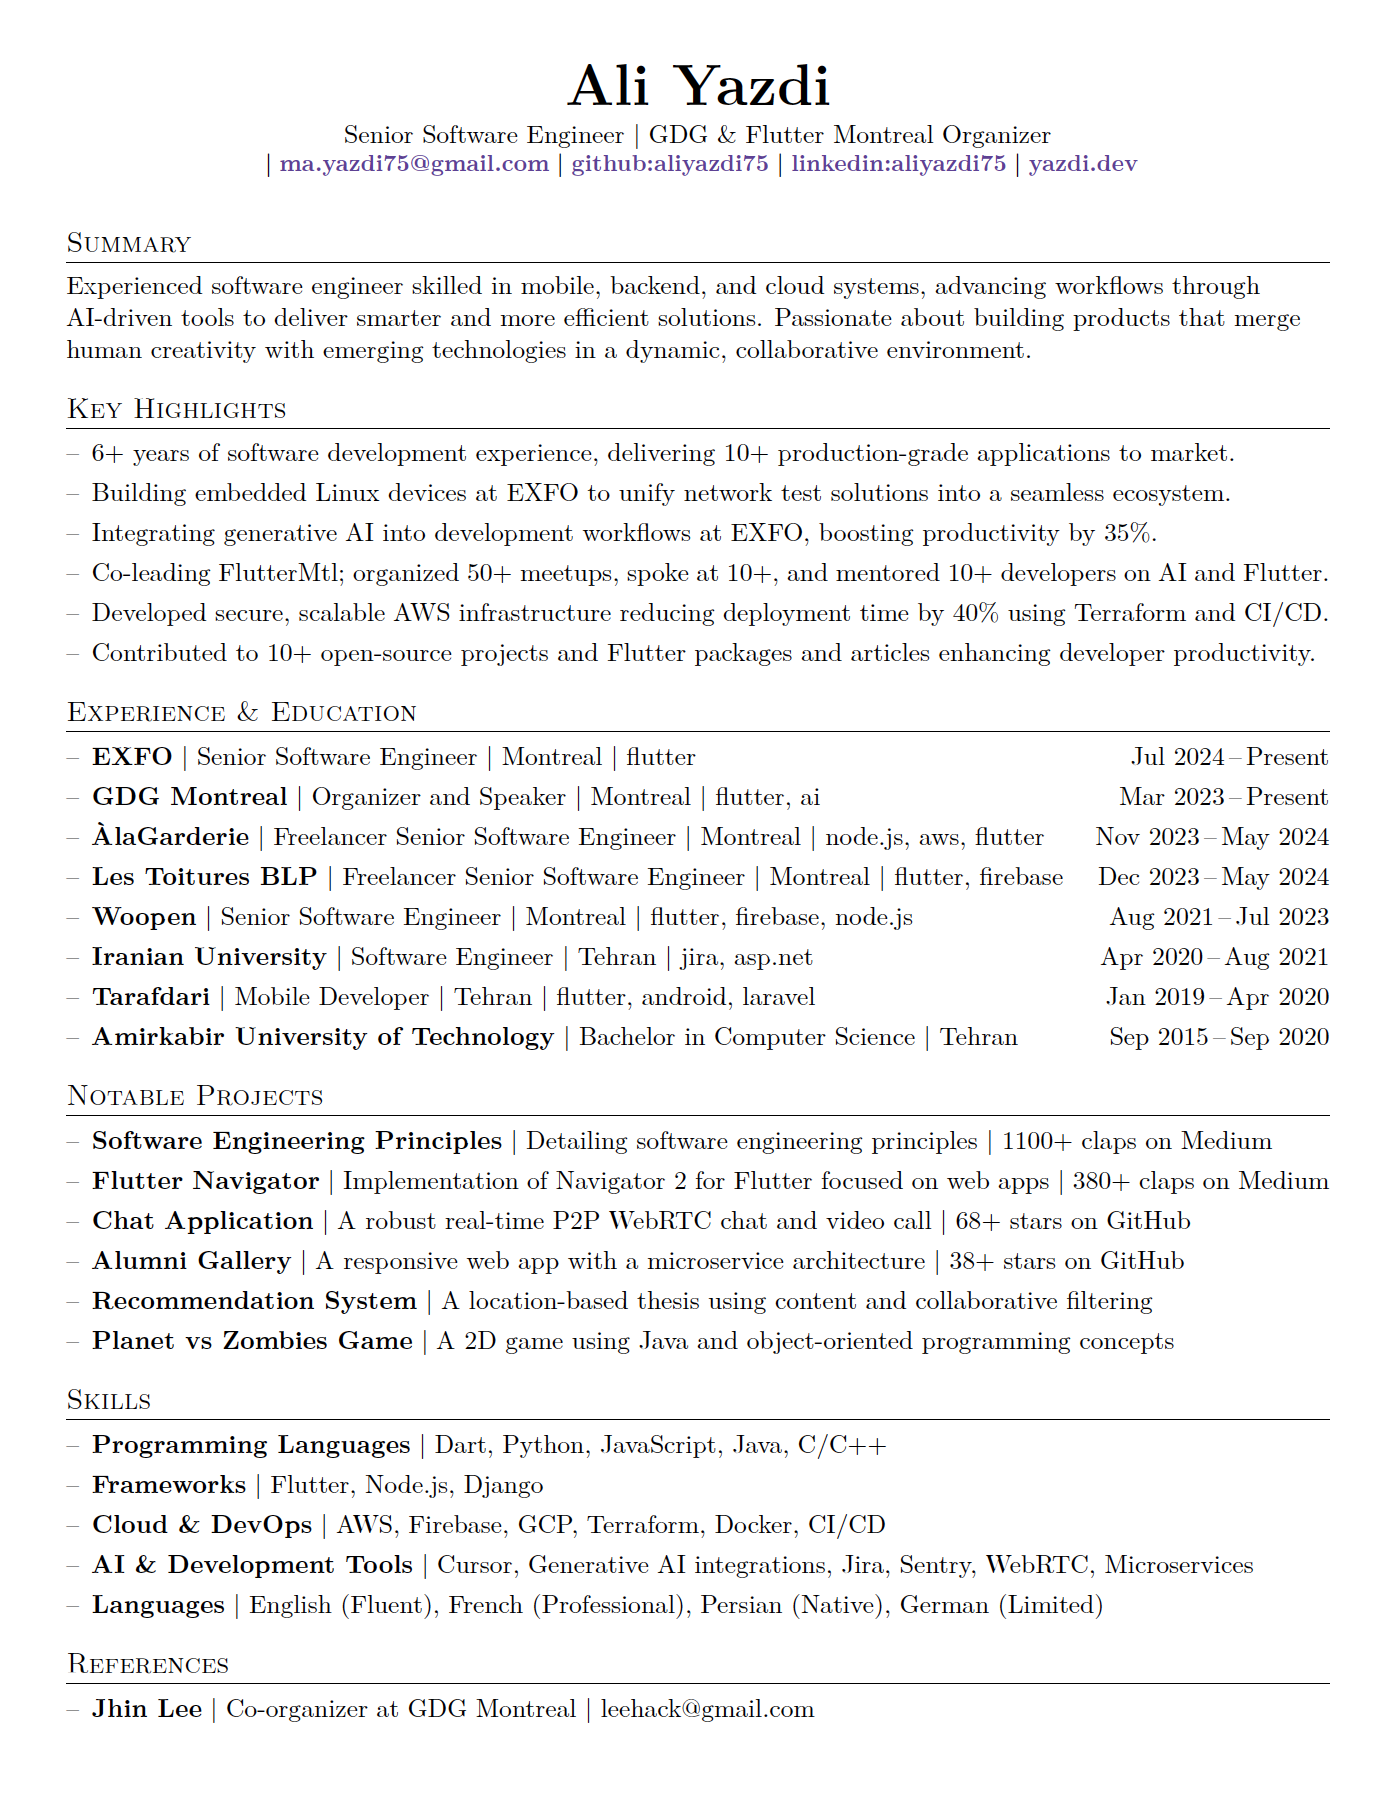 Ali Yazdi
Senior Software Engineer | GDG & Flutter Montreal Organizer
| ma.yazdi75@gmail.com | github:aliyazdi75 | linkedin:aliyazdi75 | yazdi.dev
Summary
Experienced software engineer skilled in mobile, backend, and cloud systems, advancing workflows through
AI-driven tools to deliver smarter and more efficient solutions. Passionate about building products that merge
human creativity with emerging technologies in a dynamic, collaborative environment.
Key Highlights
– 6+ years of software development experience, delivering 10+ production-grade applications to market.
– Building embedded Linux devices at EXFO to unify network test solutions into a seamless ecosystem.
– Integrating generative AI into development workflows at EXFO, boosting productivity by 35%.
– Co-leading FlutterMtl; organized 50+ meetups, spoke at 10+, and mentored 10+ developers on AI and Flutter.
– Developed secure, scalable AWS infrastructure reducing deployment time by 40% using Terraform and CI/CD.
– Contributed to 10+ open-source projects and Flutter packages and articles enhancing developer productivity.
Experience & Education
– EXFO | Senior Software Engineer | Montreal | flutter Jul 2024 – Present
– GDG Montreal | Organizer and Speaker | Montreal | flutter, ai Mar 2023 – Present
– ÀlaGarderie | Freelancer Senior Software Engineer | Montreal | node.js, aws, flutter Nov 2023 – May 2024
– Les Toitures BLP | Freelancer Senior Software Engineer | Montreal | flutter, firebase Dec 2023 – May 2024
– Woopen | Senior Software Engineer | Montreal | flutter, firebase, node.js Aug 2021 – Jul 2023
– Iranian University | Software Engineer | Tehran | jira, asp.net Apr 2020 – Aug 2021
– Tarafdari | Mobile Developer | Tehran | flutter, android, laravel Jan 2019 – Apr 2020
– Amirkabir University of Technology | Bachelor in Computer Science | Tehran Sep 2015 – Sep 2020
Notable Projects
– Software Engineering Principles | Detailing software engineering principles | 1100+ claps on Medium
– Flutter Navigator | Implementation of Navigator 2 for Flutter focused on web apps | 380+ claps on Medium
– Chat Application | A robust real-time P2P WebRTC chat and video call | 68+ stars on GitHub
– Alumni Gallery | A responsive web app with a microservice architecture | 38+ stars on GitHub
– Recommendation System | A location-based thesis using content and collaborative filtering
– Planet vs Zombies Game | A 2D game using Java and object-oriented programming concepts
Skills
– Programming Languages | Dart, Python, JavaScript, Java, C/C++
– Frameworks | Flutter, Node.js, Django
– Cloud & DevOps | AWS, Firebase, GCP, Terraform, Docker, CI/CD
– AI & Development Tools | Cursor, Generative AI integrations, Jira, Sentry, WebRTC, Microservices
– Languages | English (Fluent), French (Professional), Persian (Native), German (Limited)
References
– Jhin Lee | Co-organizer at GDG Montreal | leehack@gmail.com